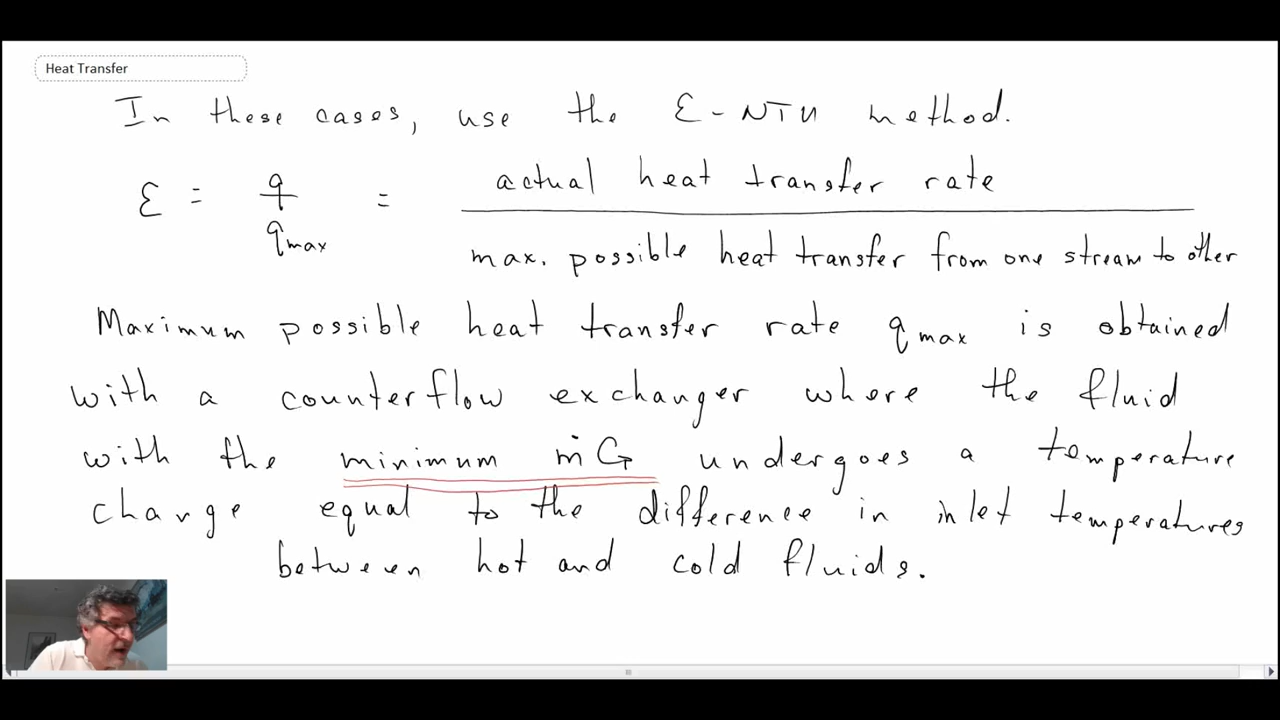 Heat Transfer
In these cases, use the ε-NTU method.
ε = q / qmax = actual heat transfer rate / max. possible heat transfer from one stream to other
Maximum possible heat transfer rate qmax is obtained
with a counterflow exchanger where the fluid
with the minimum ṁG undergoes a temperature
change equal to the difference in inlet temperatures
between hot and cold fluids.